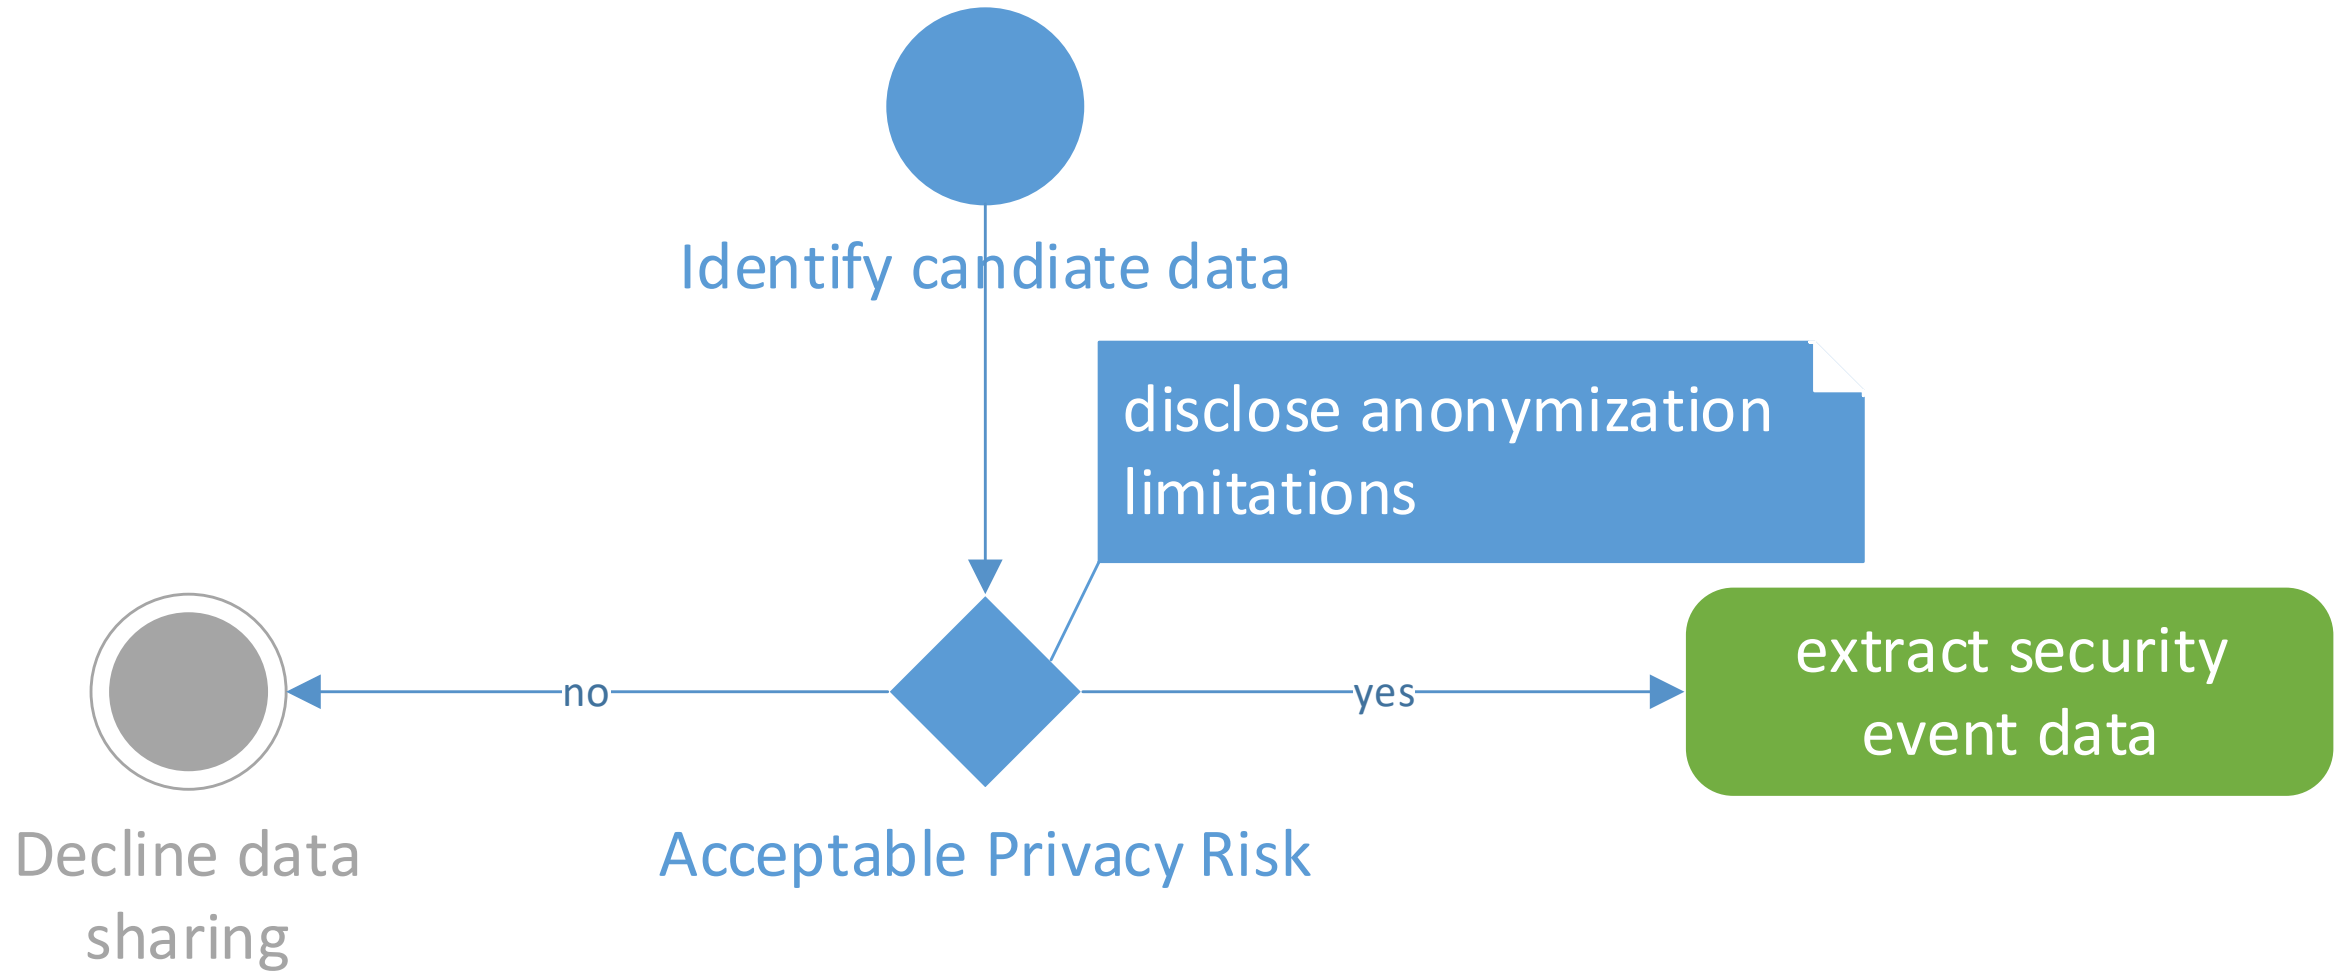 Identify candiate data
disclose anonymization
limitations
no
yes
extract security
event data
Decline data
sharing
Acceptable Privacy Risk